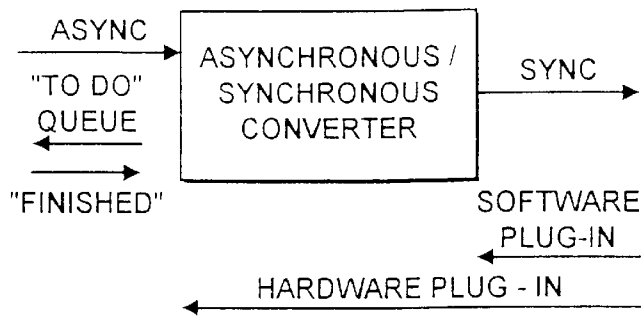 ASYNC
"TO DO"
QUEUE
"FINISHED"
ASYNCHRONOUS /
SYNCHRONOUS
CONVERTER
SYNC
SOFTWARE
PLUG-IN
HARDWARE PLUG - IN